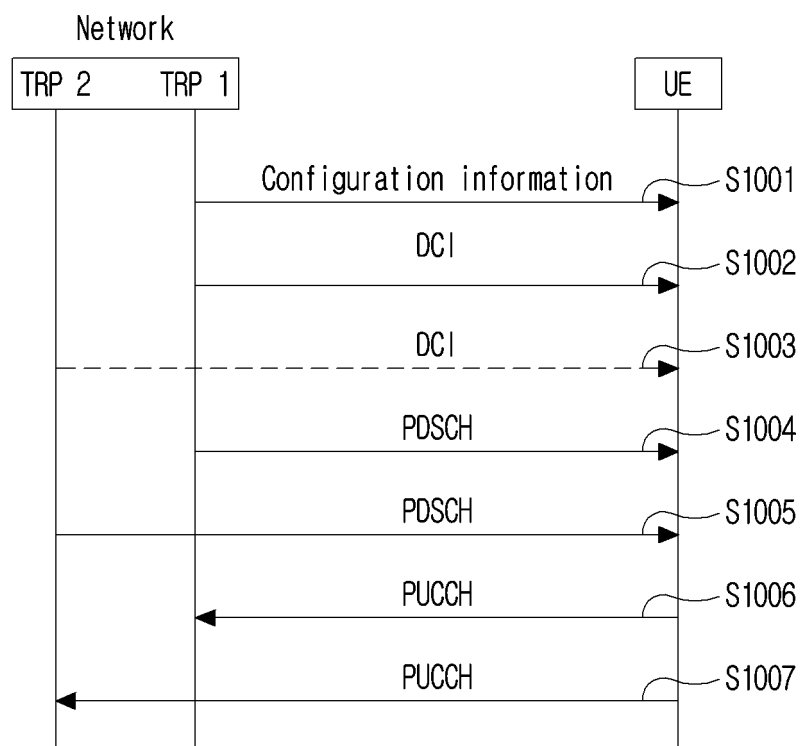 Network
TRP 2 TRP 1 UE
Configuration information S1001
DCI S1002
DCI S1003
PDSCH S1004
PDSCH S1005
PUCCH S1006
PUCCH S1007